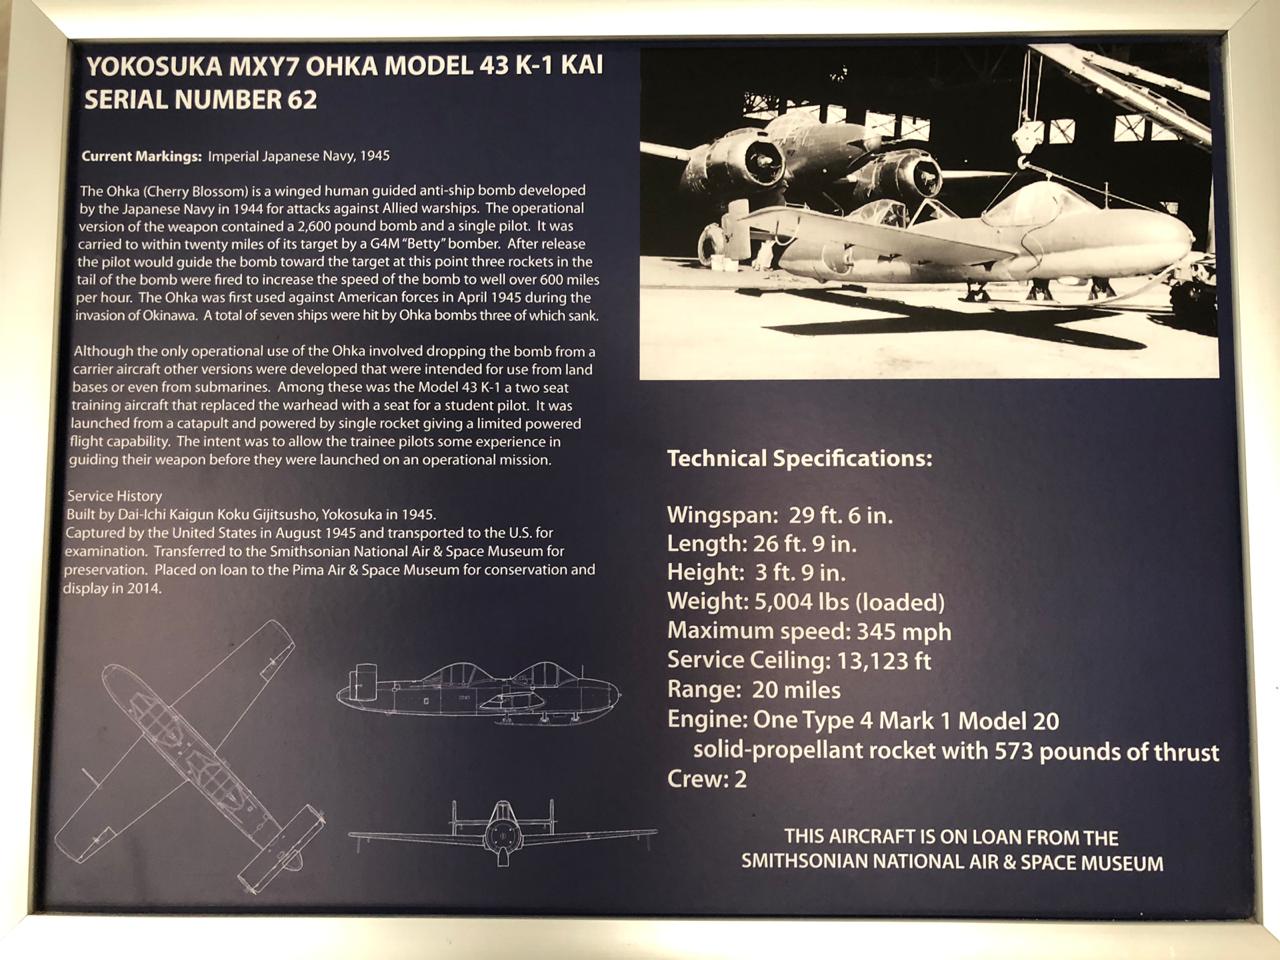 YOKOSUKA MXY7 OHKA MODEL 43 K-1 KAI
SERIAL NUMBER 62
Current Markings: Imperial Japanese Navy, 1945
The Ohka (Cherry Blossom) is a winged human guided anti-ship bomb developed
by the Japanese Navy in 1944 for attacks against Allied warships. The operational
version of the weapon contained a 2,600 pound bomb and a single pilot. It was
carried to within twenty miles of its target by a G4M "Betty" bomber. After release
the pilot would guide the bomb toward the target at this point three rockets in the
tail of the bomb were fired to increase the speed of the bomb to well over 600 miles
per hour. The Ohka was first used against American forces in April 1945 during the
invasion of Okinawa. A total of seven ships were hit by Ohka bombs three of which sank.
Although the only operational use of the Ohka involved dropping the bomb from a
carrier aircraft other versions were developed that were intended for use from land
bases or even from submarines. Among these was the Model 43 K-1 a two seat
training aircraft that replaced the warhead with a seat for a student pilot. It was
launched from a catapult and powered by single rocket giving a limited powered
flight capability. The intent was to allow the trainee pilots some experience in
guiding their weapon before they were launched on an operational mission.
Service History
Built by Dai-Ichi Kaigun Koku Gijitsusho, Yokosuka in 1945.
Captured by the United States in August 1945 and transported to the U.S. for
examination. Transferred to the Smithsonian National Air & Space Museum for
preservation. Placed on loan to the Pima Air & Space Museum for conservation and
display in 2014.
Technical Specifications:
Wingspan: 29 ft. 6 in.
Length: 26 ft. 9 in.
Height: 3 ft. 9 in.
Weight: 5,004 lbs (loaded)
Maximum speed: 345 mph
Service Ceiling: 13,123 ft
Range: 20 miles
Engine: One Type 4 Mark 1 Model 20
solid-propellant rocket with 573 pounds of thrust
Crew: 2
THIS AIRCRAFT IS ON LOAN FROM THE
SMITHSONIAN NATIONAL AIR & SPACE MUSEUM